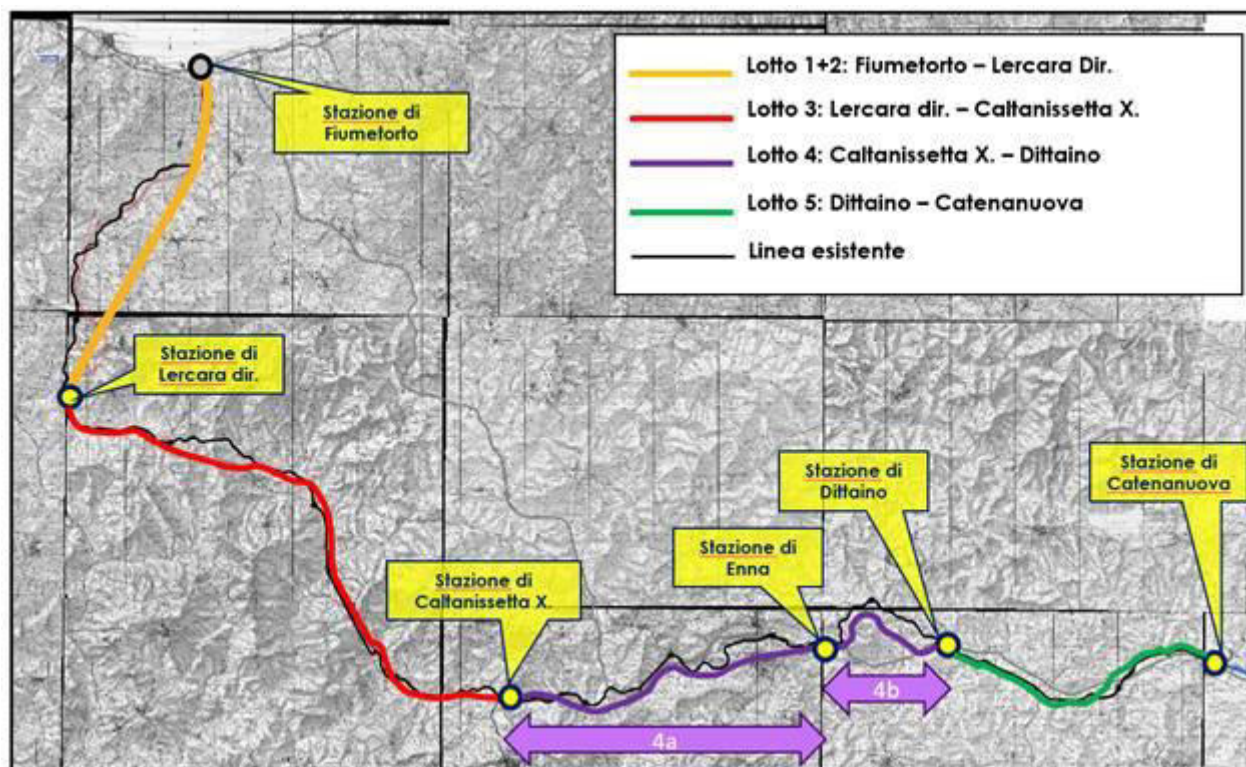 Lotto 1+2: Fiumetorto – Lercara Dir.
Lotto 3: Lercara dir. – Caltanissetta X.
Lotto 4: Caltanissetta X. – Dittaino
Lotto 5: Dittaino – Catenanuova
Linea esistente
Stazione di
Fiumetorto
Stazione di
Lercara dir.
Stazione di
Caltanissetta X.
Stazione di
Enna
Stazione di
Dittaino
Stazione di
Catenanuova
4a
4b